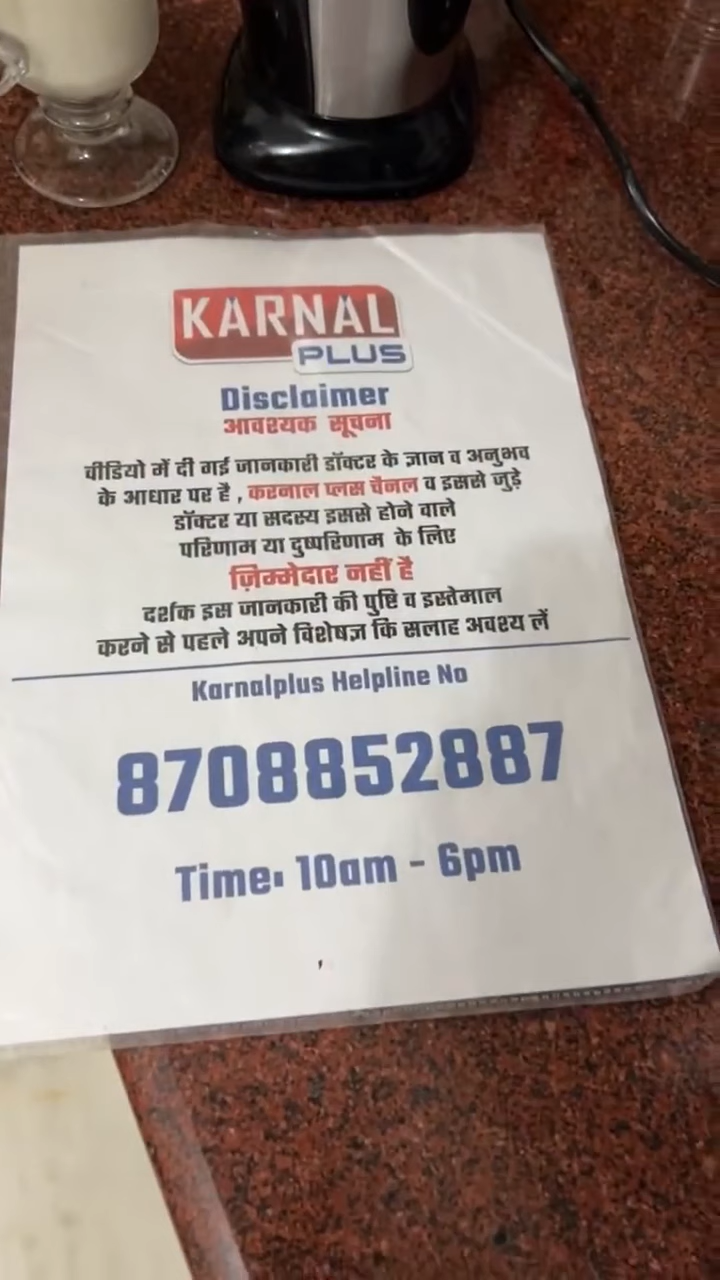 KARNAL
PLUS
Disclaimer
आवश्यक सूचना
वीडियो में दी गई जानकारी डॉक्टर के ज्ञान व अनुभव
के आधार पर है , करनाल प्लस चैनल व इससे जुड़े
डॉक्टर या सदस्य इससे होने वाले
परिणाम या दुष्परिणाम के लिए
ज़िम्मेदार नहीं है
दर्शक इस जानकारी की पुष्टि व इस्तेमाल
करने से पहले अपने विशेषज्ञ कि सलाह अवश्य लें
Karnalplus Helpline No
8708852887
Time: 10am - 6pm